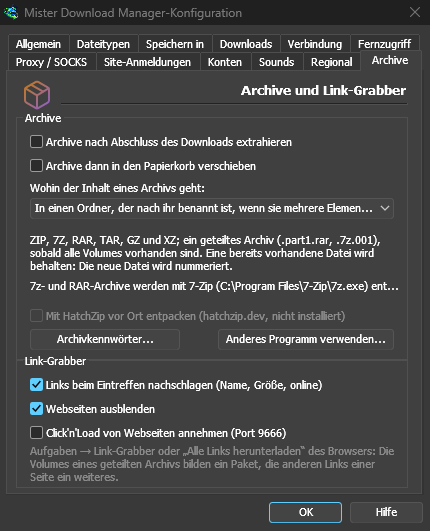 Mister Download Manager-Konfiguration
Allgemein Dateitypen Speichern in Downloads Verbindung Fernzugriff
Proxy / SOCKS Site-Anmeldungen Konten Sounds Regional Archive
Archive und Link-Grabber
Archive
Archive nach Abschluss des Downloads extrahieren
Archive dann in den Papierkorb verschieben
Wohin der Inhalt eines Archivs geht:
In einen Ordner, der nach ihr benannt ist, wenn sie mehrere Elemen...
ZIP, 7Z, RAR, TAR, GZ und XZ; ein geteiltes Archiv (.part1.rar, .7z.001),
sobald alle Volumes vorhanden sind. Eine bereits vorhandene Datei wird
behalten: Die neue Datei wird nummeriert.
7z- und RAR-Archive werden mit 7-Zip (C:\Program Files\7-Zip\7z.exe) ent...
Mit HatchZip vor Ort entpacken (hatchzip.dev, nicht installiert)
Archivkennwörter... Anderes Programm verwenden...
Link-Grabber
Links beim Eintreffen nachschlagen (Name, Größe, online)
Webseiten ausblenden
Click'n'Load von Webseiten annehmen (Port 9666)
Aufgaben → Link-Grabber oder „Alle Links herunterladen“ des Browsers: Die
Volumes eines geteilten Archivs bilden ein Paket, die anderen Links einer
Seite ein weiteres.
OK Hilfe